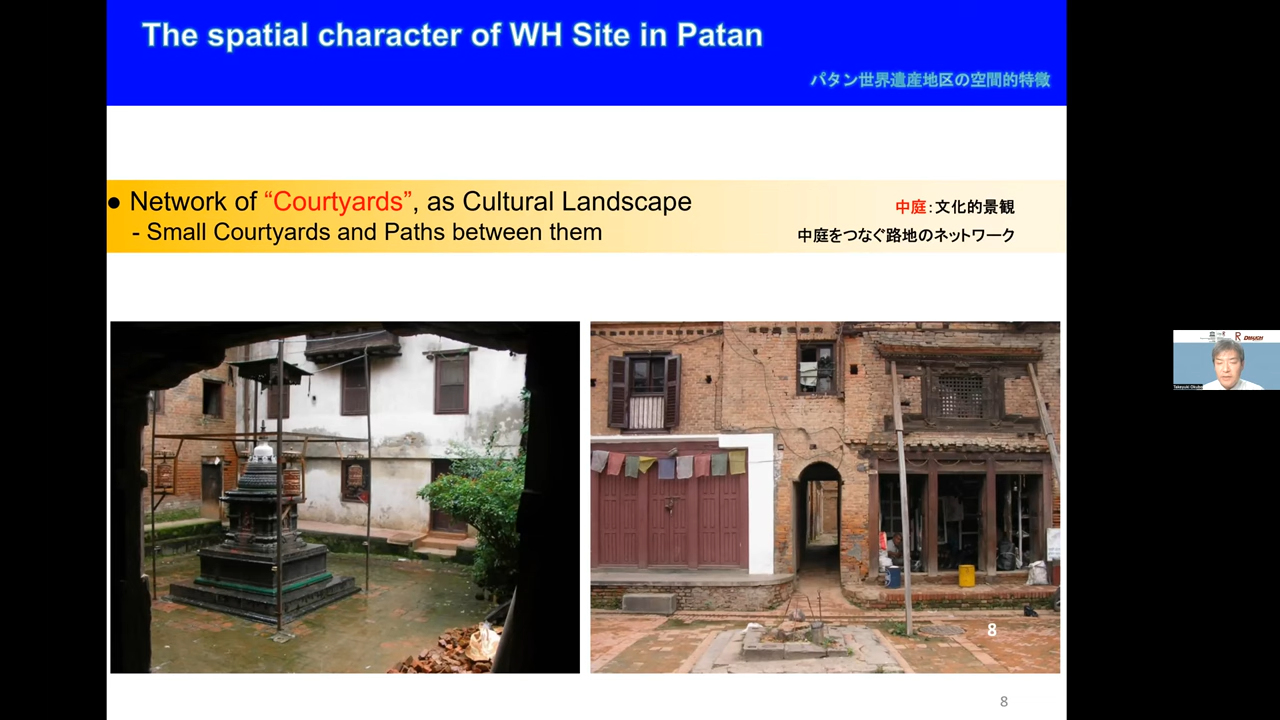 The spatial character of WH Site in Patan
パタン世界遺産地区の空間的特徴
● Network of “Courtyards”, as Cultural Landscape
中庭：文化的景観
- Small Courtyards and Paths between them
中庭をつなぐ路地のネットワーク
8
8